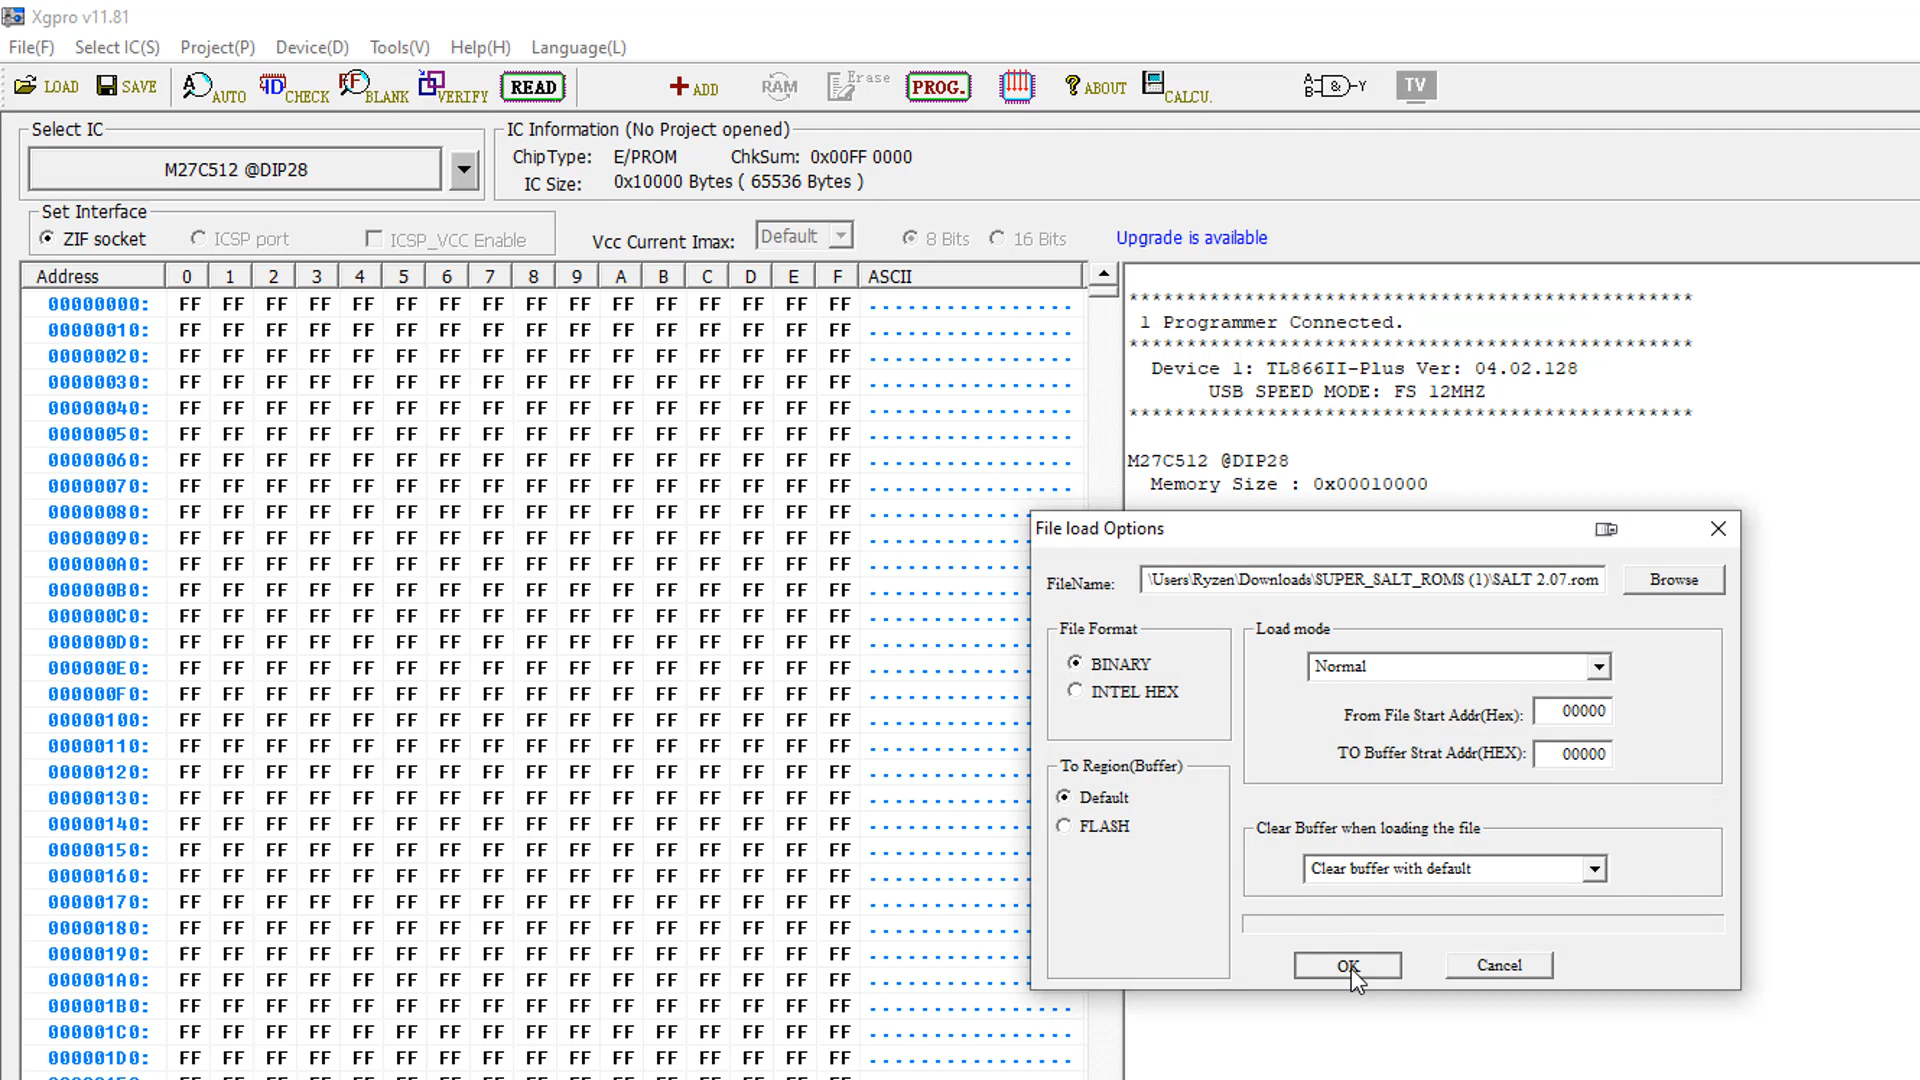 Xgpro v11.81
File(F) Select IC(S) Project(P) Device(D) Tools(V) Help(H) Language(L)
LOAD SAVE AUTO CHECK BLANK VERIFY READ ADD RAM Erase PROG. ABOUT CALCU. TV
Select IC
M27C512 @DIP28
IC Information (No Project opened)
ChipType: E/PROM ChkSum: 0x00FF 0000
IC Size: 0x10000 Bytes ( 65536 Bytes )
Set Interface
ZIF socket ICSP port ICSP_VCC Enable
Vcc Current Imax: Default 8 Bits 16 Bits Upgrade is available
Address 0 1 2 3 4 5 6 7 8 9 A B C D E F ASCII
00000000: FF FF FF FF FF FF FF FF FF FF FF FF FF FF FF FF ................
00000010: FF FF FF FF FF FF FF FF FF FF FF FF FF FF FF FF ................
00000020: FF FF FF FF FF FF FF FF FF FF FF FF FF FF FF FF ................
00000030: FF FF FF FF FF FF FF FF FF FF FF FF FF FF FF FF ................
00000040: FF FF FF FF FF FF FF FF FF FF FF FF FF FF FF FF ................
00000050: FF FF FF FF FF FF FF FF FF FF FF FF FF FF FF FF ................
00000060: FF FF FF FF FF FF FF FF FF FF FF FF FF FF FF FF ................
00000070: FF FF FF FF FF FF FF FF FF FF FF FF FF FF FF FF ................
00000080: FF FF FF FF FF FF FF FF FF FF FF FF FF FF FF FF
00000090: FF FF FF FF FF FF FF FF FF FF FF FF FF FF FF FF
000000A0: FF FF FF FF FF FF FF FF FF FF FF FF FF FF FF FF
000000B0: FF FF FF FF FF FF FF FF FF FF FF FF FF FF FF FF
000000C0: FF FF FF FF FF FF FF FF FF FF FF FF FF FF FF FF
000000D0: FF FF FF FF FF FF FF FF FF FF FF FF FF FF FF FF
000000E0: FF FF FF FF FF FF FF FF FF FF FF FF FF FF FF FF
000000F0: FF FF FF FF FF FF FF FF FF FF FF FF FF FF FF FF
00000100: FF FF FF FF FF FF FF FF FF FF FF FF FF FF FF FF
00000110: FF FF FF FF FF FF FF FF FF FF FF FF FF FF FF FF
00000120: FF FF FF FF FF FF FF FF FF FF FF FF FF FF FF FF
00000130: FF FF FF FF FF FF FF FF FF FF FF FF FF FF FF FF
00000140: FF FF FF FF FF FF FF FF FF FF FF FF FF FF FF FF
00000150: FF FF FF FF FF FF FF FF FF FF FF FF FF FF FF FF
00000160: FF FF FF FF FF FF FF FF FF FF FF FF FF FF FF FF
00000170: FF FF FF FF FF FF FF FF FF FF FF FF FF FF FF FF
00000180: FF FF FF FF FF FF FF FF FF FF FF FF FF FF FF FF
00000190: FF FF FF FF FF FF FF FF FF FF FF FF FF FF FF FF
000001A0: FF FF FF FF FF FF FF FF FF FF FF FF FF FF FF FF
000001B0: FF FF FF FF FF FF FF FF FF FF FF FF FF FF FF FF ................
000001C0: FF FF FF FF FF FF FF FF FF FF FF FF FF FF FF FF ................
000001D0: FF FF FF FF FF FF FF FF FF FF FF FF FF FF FF FF ................
*************************************************
1 Programmer Connected.
*************************************************
Device 1: TL866II-Plus Ver: 04.02.128
USB SPEED MODE: FS 12MHZ
*************************************************
M27C512 @DIP28
Memory Size : 0x00010000
File load Options
FileName: \Users\Ryzen\Downloads\SUPER_SALT_ROMS (1)\SALT 2.07.rom Browse
File Format
BINARY
INTEL HEX
To Region(Buffer)
Default
FLASH
Load mode
Normal
From File Start Addr(Hex): 00000
TO Buffer Strat Addr(HEX): 00000
Clear Buffer when loading the file
Clear buffer with default
OK Cancel